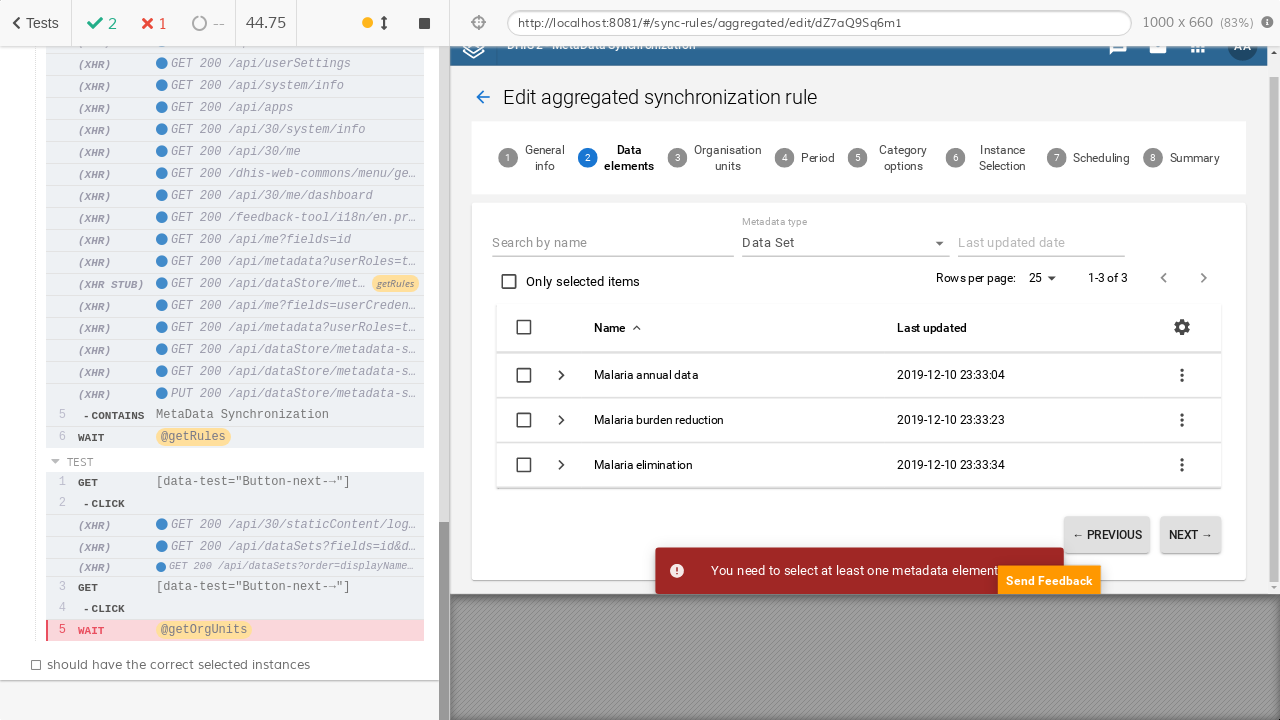 Tests 2 1 -- 44.75
http://localhost:8081/#/sync-rules/aggregated/edit/dZ7aQ9Sq6m1 1000 x 660 (83%)
(XHR) GET 200 /api/userSettings
(XHR) GET 200 /api/system/info
(XHR) GET 200 /api/apps
(XHR) GET 200 /api/30/system/info
(XHR) GET 200 /api/30/me
(XHR) GET 200 /dhis-web-commons/menu/ge…
(XHR) GET 200 /api/30/me/dashboard
(XHR) GET 200 /feedback-tool/i18n/en.pr…
(XHR) GET 200 /api/me?fields=id
(XHR) GET 200 /api/metadata?userRoles=t…
(XHR STUB) GET 200 /api/dataStore/met… getRules
(XHR) GET 200 /api/me?fields=userCreden…
(XHR) GET 200 /api/metadata?userRoles=t…
(XHR) GET 200 /api/dataStore/metadata-s…
(XHR) GET 200 /api/dataStore/metadata-s…
(XHR) PUT 200 /api/dataStore/metadata-s…
5 -CONTAINS MetaData Synchronization
6 WAIT @getRules
TEST
1 GET [data-test="Button-next-→"]
2 -CLICK
(XHR) GET 200 /api/30/staticContent/log…
(XHR) GET 200 /api/dataSets?fields=id&d…
(XHR) GET 200 /api/dataSets?order=displayName…
3 GET [data-test="Button-next-→"]
4 -CLICK
5 WAIT @getOrgUnits
should have the correct selected instances
DHIS 2 - MetaData Synchronization
AA
Edit aggregated synchronization rule
1 General info
2 Data elements
3 Organisation units
4 Period
5 Category options
6 Instance Selection
7 Scheduling
8 Summary
Metadata type
Search by name Data Set Last updated date
Only selected items Rows per page: 25 1-3 of 3
Name Last updated
Malaria annual data 2019-12-10 23:33:04
Malaria burden reduction 2019-12-10 23:33:23
Malaria elimination 2019-12-10 23:33:34
← PREVIOUS NEXT →
You need to select at least one metadata element
Send Feedback